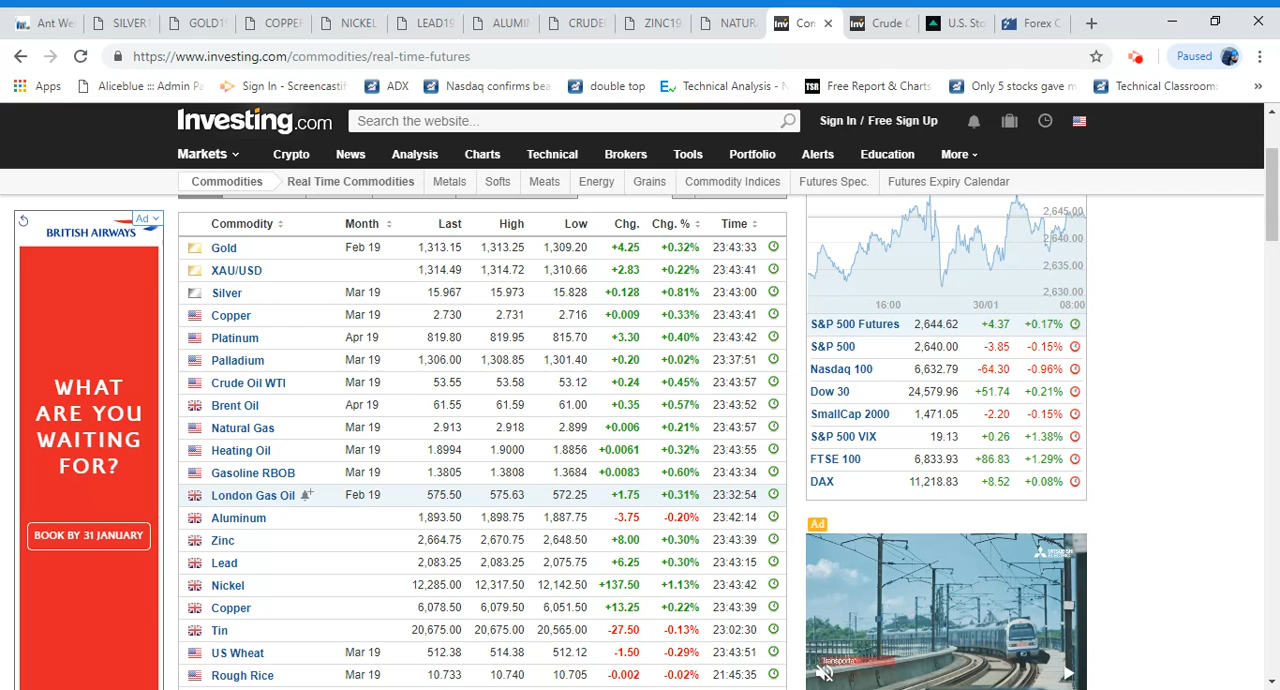 Ant We
SILVER1
GOLD19
COPPER
NICKEL
LEAD19
ALUMI
CRUDE
ZINC19
NATUR
Con
Crude O
U.S. Sto
Forex C
https://www.investing.com/commodities/real-time-futures
Paused
Apps
Aliceblue ::: Admin Pa
Sign In - Screencastif
ADX
Nasdaq confirms bea
double top
Technical Analysis - N
TSR
Free Report & Charts
Only 5 stocks gave m
Technical Classroom:
Investing.com
Search the website...
Sign In / Free Sign Up
Markets
Crypto
News
Analysis
Charts
Technical
Brokers
Tools
Portfolio
Alerts
Education
More
Commodities
Real Time Commodities
Metals
Softs
Meats
Energy
Grains
Commodity Indices
Futures Spec.
Futures Expiry Calendar
Ad
BRITISH AIRWAYS
WHAT
ARE YOU
WAITING
FOR?
BOOK BY 31 JANUARY
Commodity Month Last High Low Chg. Chg. % Time
Gold Feb 19 1,313.15 1,313.25 1,309.20 +4.25 +0.32% 23:43:33
XAU/USD 1,314.49 1,314.72 1,310.66 +2.83 +0.22% 23:43:41
Silver Mar 19 15.967 15.973 15.828 +0.128 +0.81% 23:43:00
Copper Mar 19 2.730 2.731 2.716 +0.009 +0.33% 23:43:41
Platinum Apr 19 819.80 819.95 815.70 +3.30 +0.40% 23:43:42
Palladium Mar 19 1,306.00 1,308.85 1,301.40 +0.20 +0.02% 23:37:51
Crude Oil WTI Mar 19 53.55 53.58 53.12 +0.24 +0.45% 23:43:57
Brent Oil Apr 19 61.55 61.59 61.00 +0.35 +0.57% 23:43:52
Natural Gas Mar 19 2.913 2.918 2.899 +0.006 +0.21% 23:43:57
Heating Oil Mar 19 1.8994 1.9000 1.8856 +0.0061 +0.32% 23:43:55
Gasoline RBOB Mar 19 1.3805 1.3805 1.3684 +0.0083 +0.60% 23:43:34
London Gas Oil Feb 19 575.50 575.63 572.25 +1.75 +0.31% 23:32:54
Aluminum 1,893.50 1,898.75 1,887.75 -3.75 -0.20% 23:42:14
Zinc 2,664.75 2,670.75 2,648.50 +8.00 +0.30% 23:43:39
Lead 2,083.25 2,083.25 2,075.75 +6.25 +0.30% 23:43:15
Nickel 12,285.00 12,317.50 12,142.50 +137.50 +1.13% 23:43:42
Copper 6,078.50 6,079.50 6,051.50 +13.25 +0.22% 23:43:39
Tin 20,675.00 20,675.00 20,565.00 -27.50 -0.13% 23:02:30
US Wheat Mar 19 512.38 514.38 512.12 -1.50 -0.29% 23:43:51
Rough Rice Mar 19 10.733 10.740 10.705 -0.002 -0.02% 21:45:35
2,645.00
2,640.00
2,635.00
2,630.00
16:00 30/01 08:00
S&P 500 Futures 2,644.62 +4.37 +0.17%
S&P 500 2,640.00 -3.85 -0.15%
Nasdaq 100 6,632.79 -64.30 -0.96%
Dow 30 24,579.96 +51.74 +0.21%
SmallCap 2000 1,471.05 -2.20 -0.15%
S&P 500 VIX 19.13 +0.26 +1.38%
FTSE 100 6,833.93 +86.83 +1.29%
DAX 11,218.83 +8.52 +0.08%
Ad